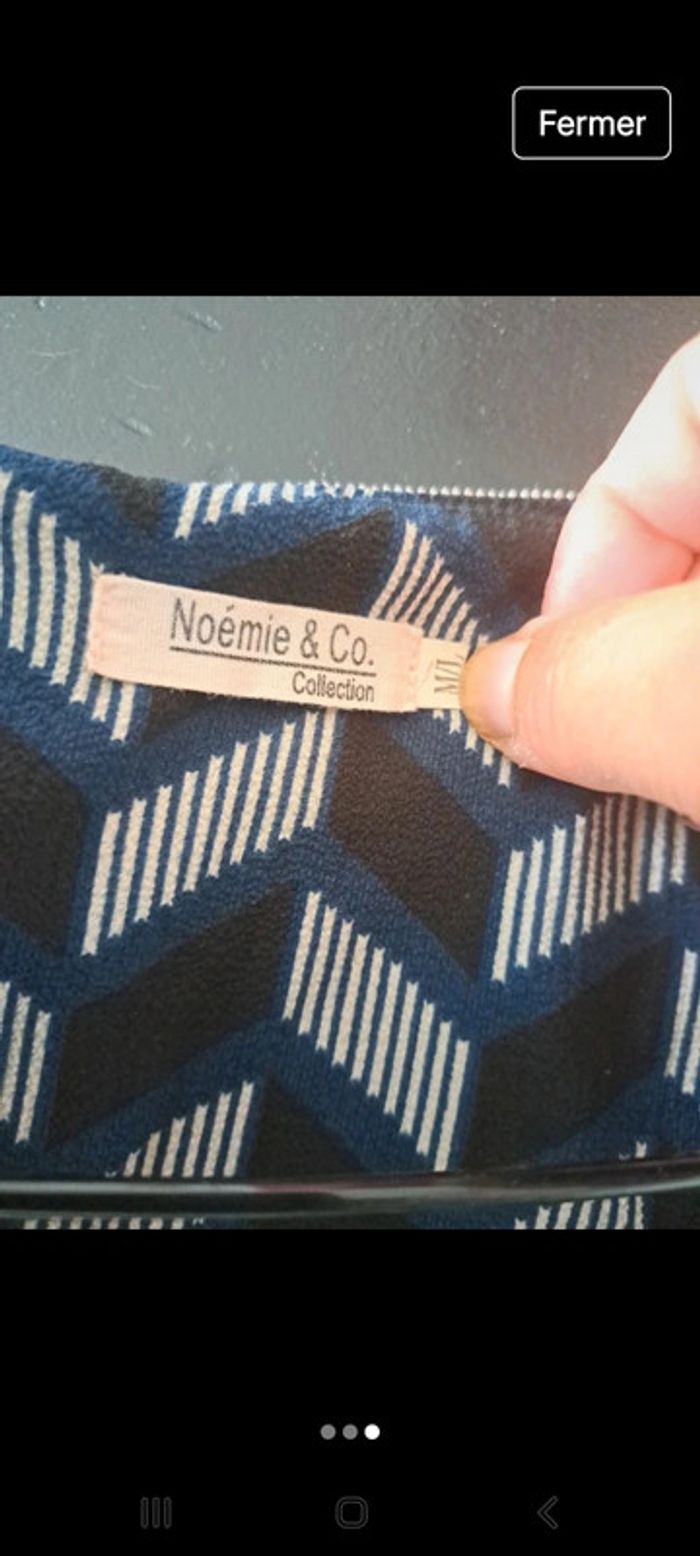 Fermer
Noémie & Co.
Collection
M/L